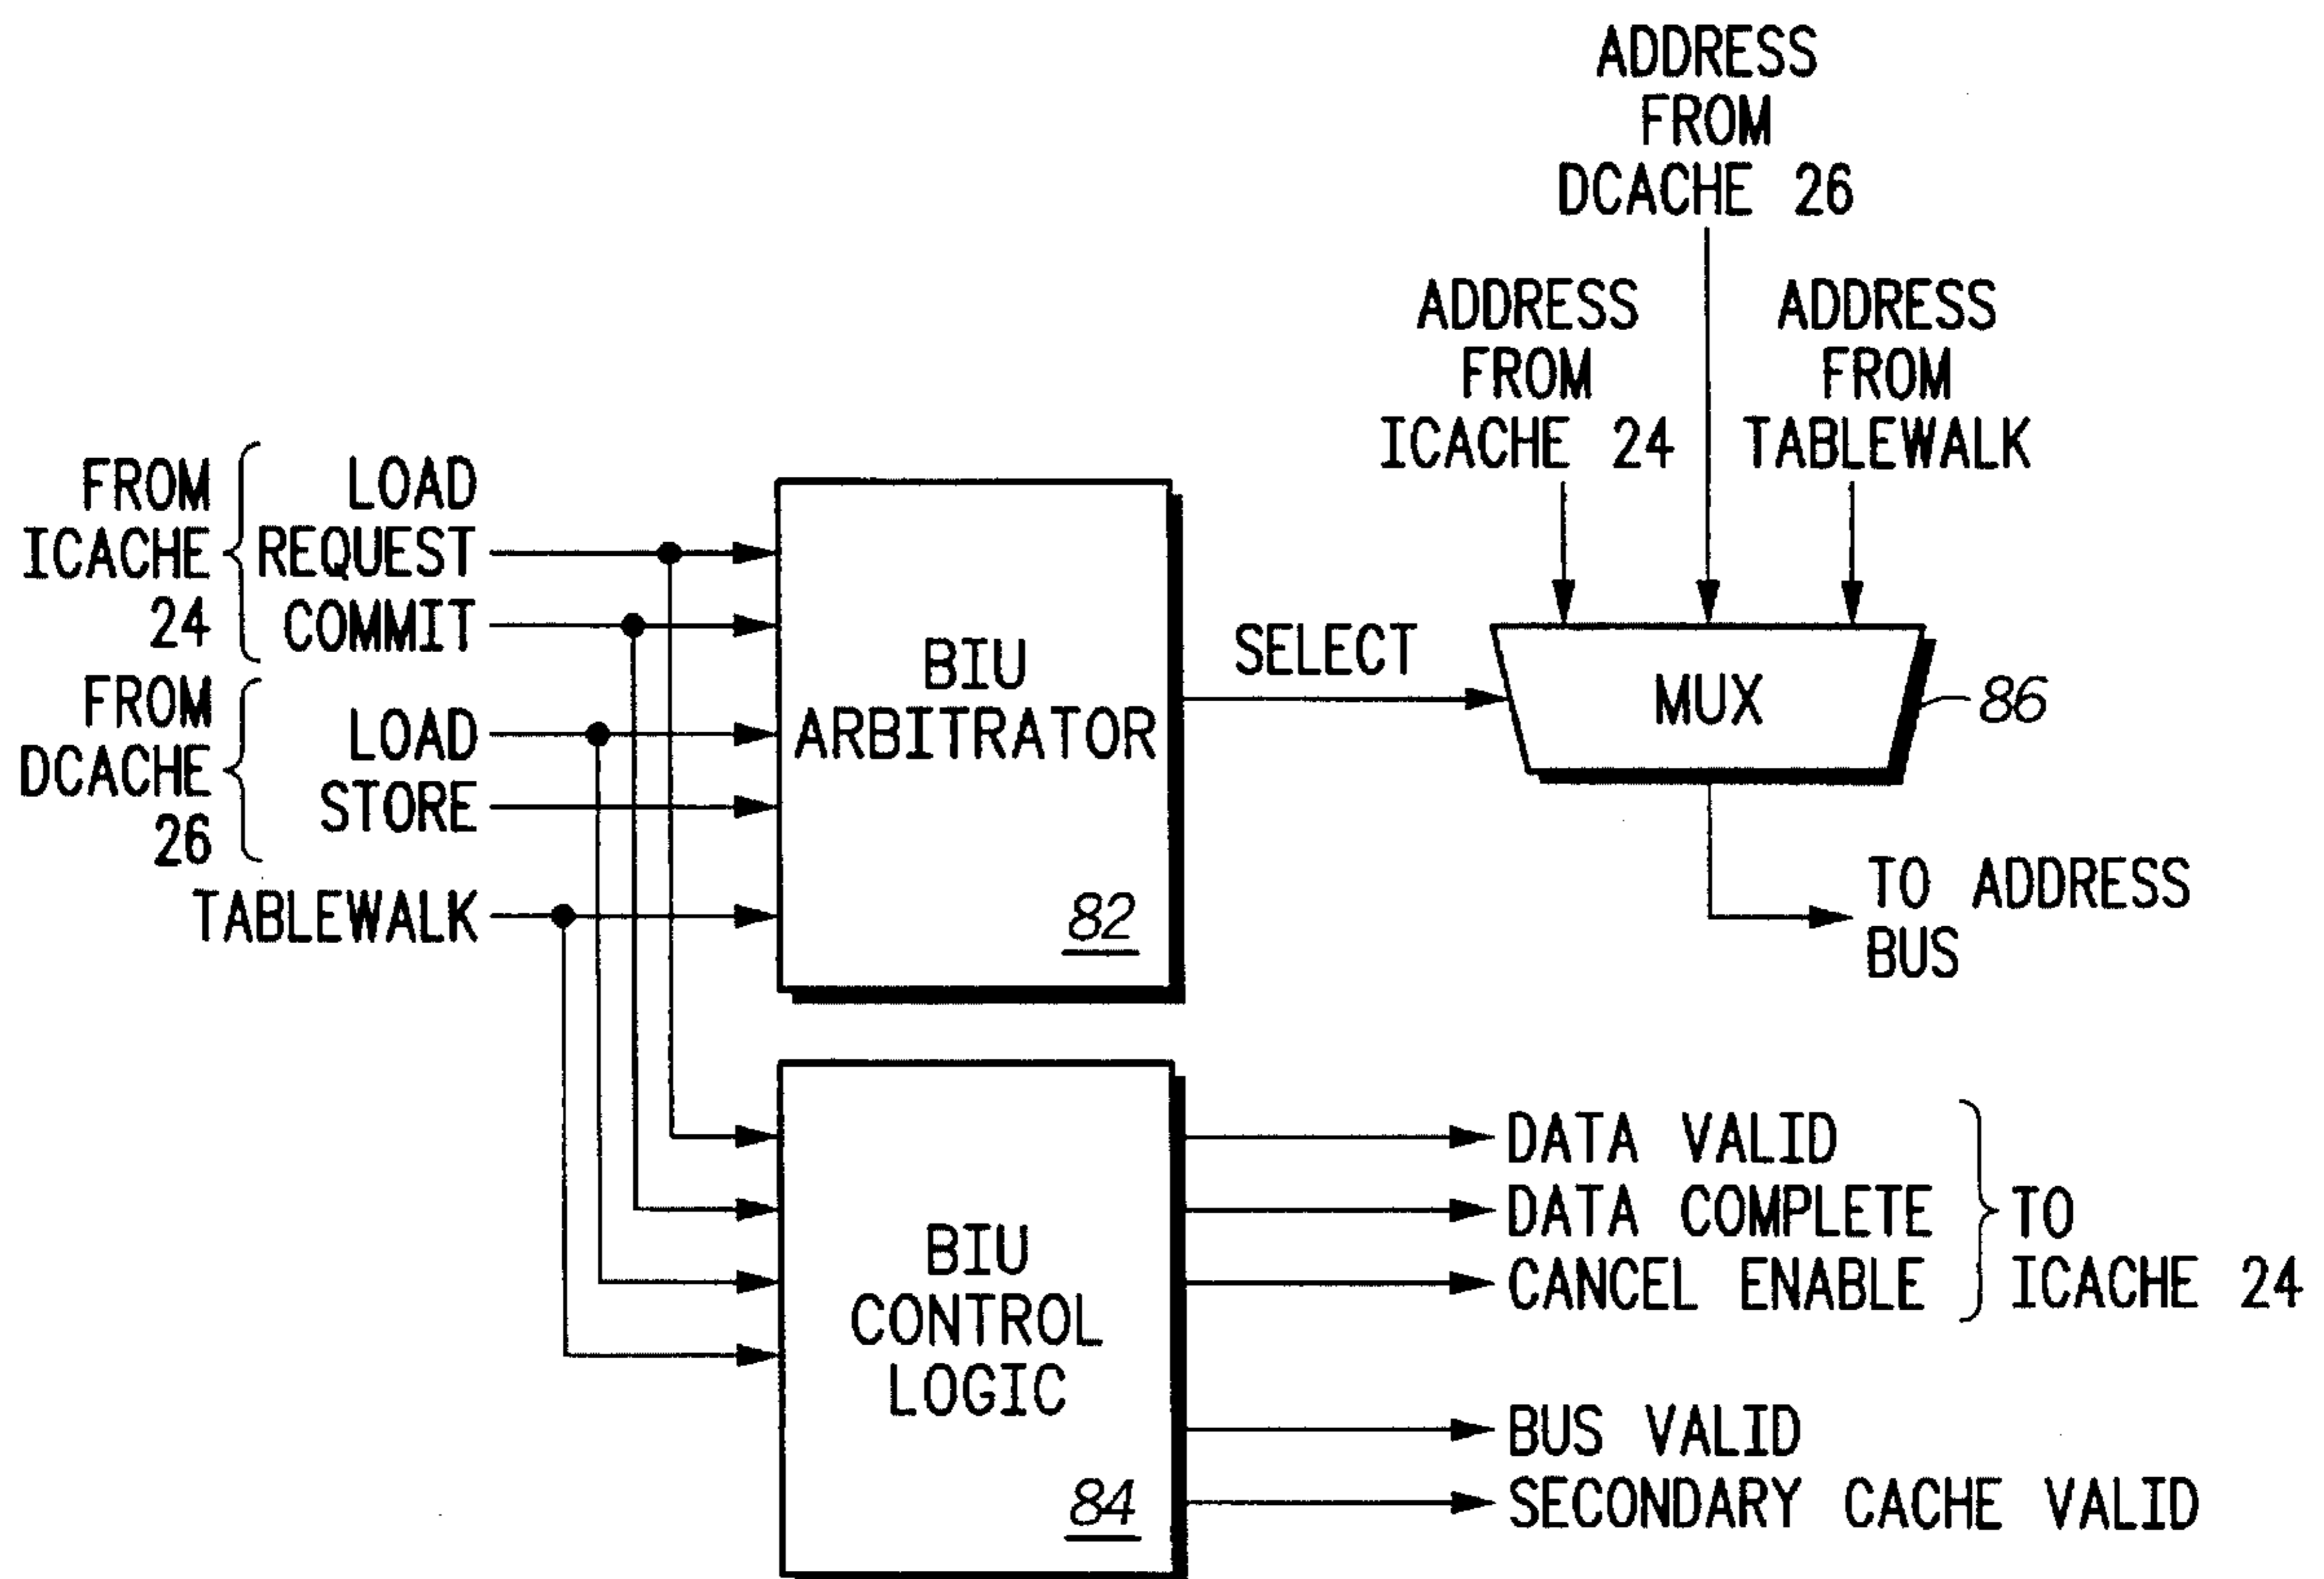 ADDRESS
FROM
DCACHE 26
ADDRESS
FROM
ICACHE 24
ADDRESS
FROM
TABLEWALK
FROM
ICACHE
24
LOAD
REQUEST
COMMIT
FROM
DCACHE
26
LOAD
STORE
TABLEWALK
BIU
ARBITRATOR
82
SELECT
MUX
86
TO ADDRESS
BUS
BIU
CONTROL
LOGIC
84
DATA VALID
DATA COMPLETE
CANCEL ENABLE
TO
ICACHE 24
BUS VALID
SECONDARY CACHE VALID